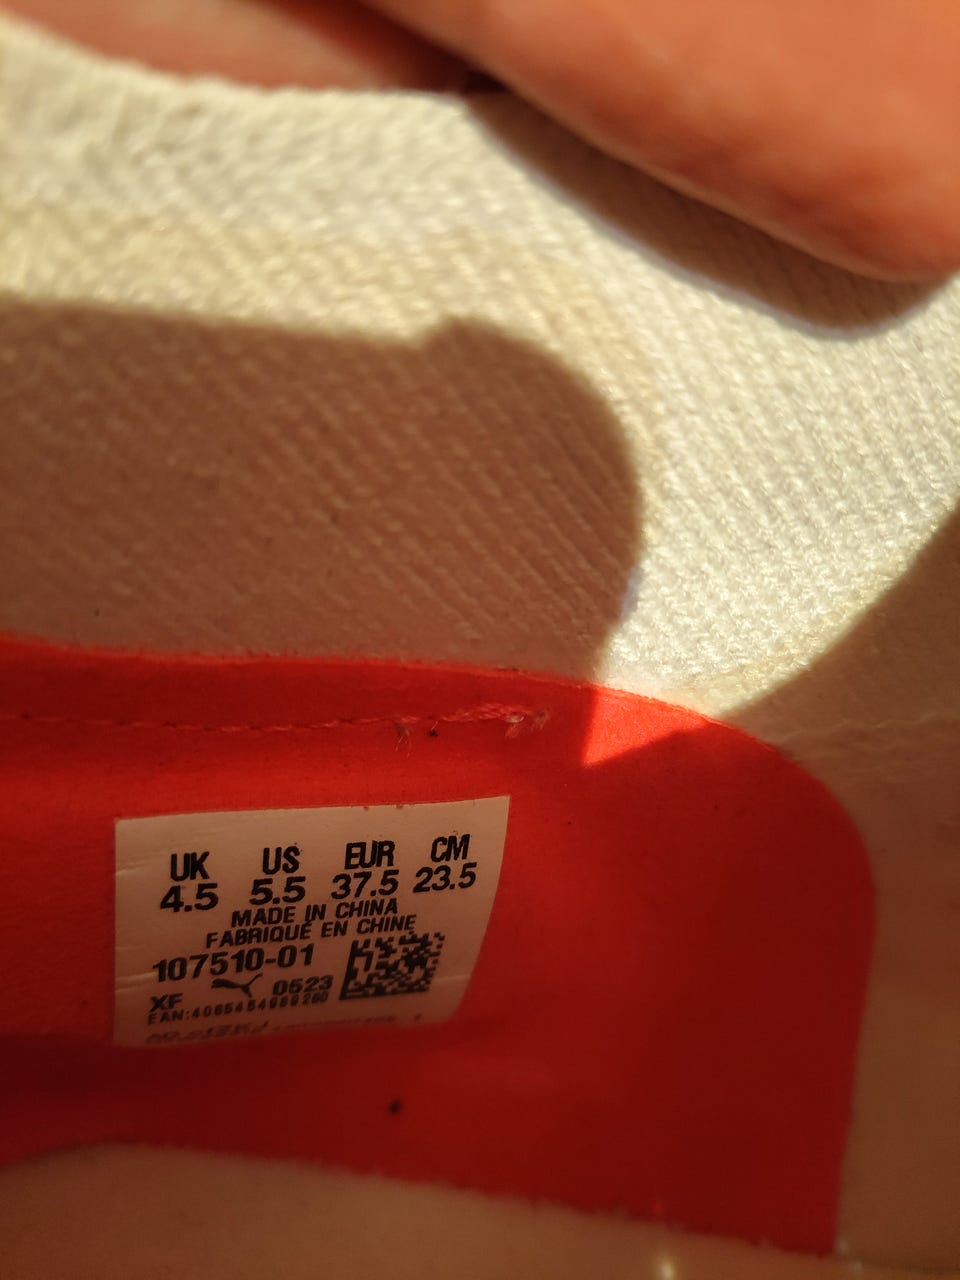 UK US EUR CM
4.5 5.5 37.5 23.5
MADE IN CHINA
FABRIQUÉ EN CHINE
107510-01
XF 0523